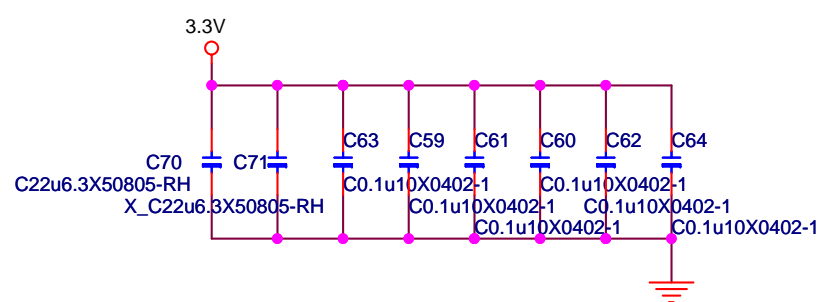 3.3V
C63
C59
C61
C60
C62
C64
C70
C71
C22u6.3X50805-RH
C0.1u10X0402-1
C0.1u10X0402-1
X_C22u6.3X50805-RH
C0.1u10X0402-1
C0.1u10X0402-1
C0.1u10X0402-1
C0.1u10X0402-1